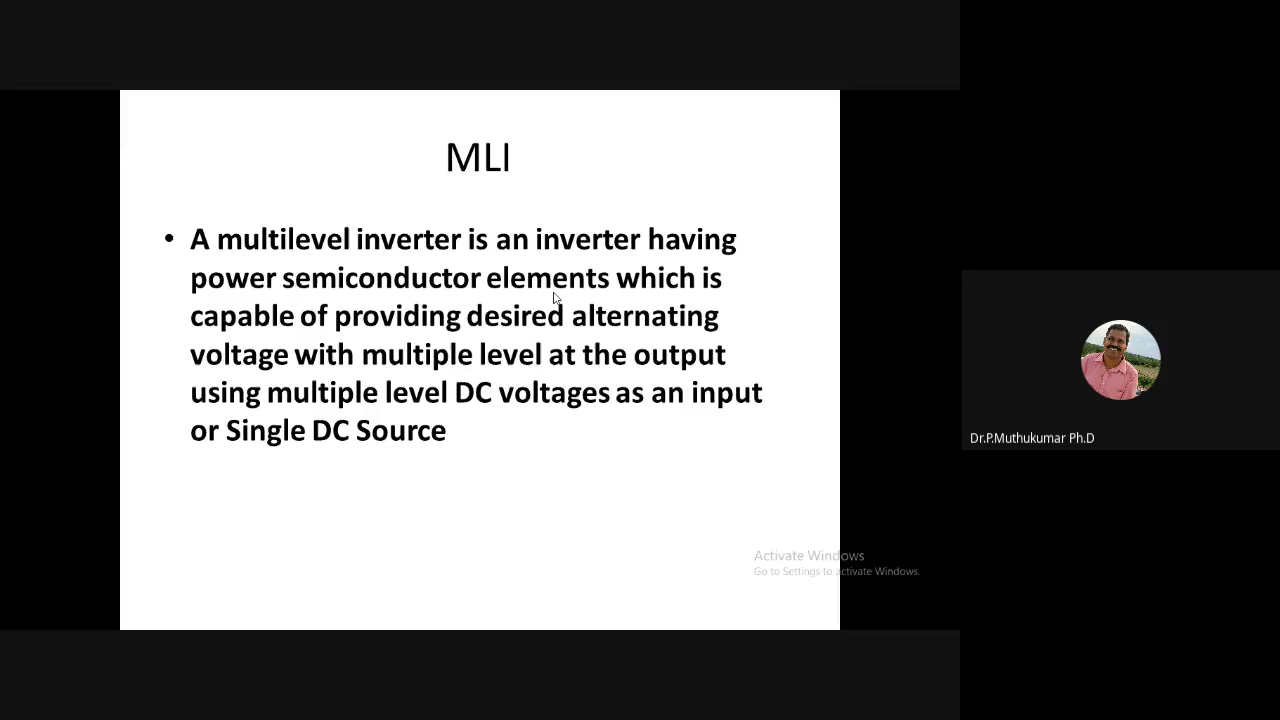 MLI
• A multilevel inverter is an inverter having
power semiconductor elements which is
capable of providing desired alternating
voltage with multiple level at the output
using multiple level DC voltages as an input
or Single DC Source
Activate Windows
Go to Settings to activate Windows.
Dr.P.Muthukumar Ph.D